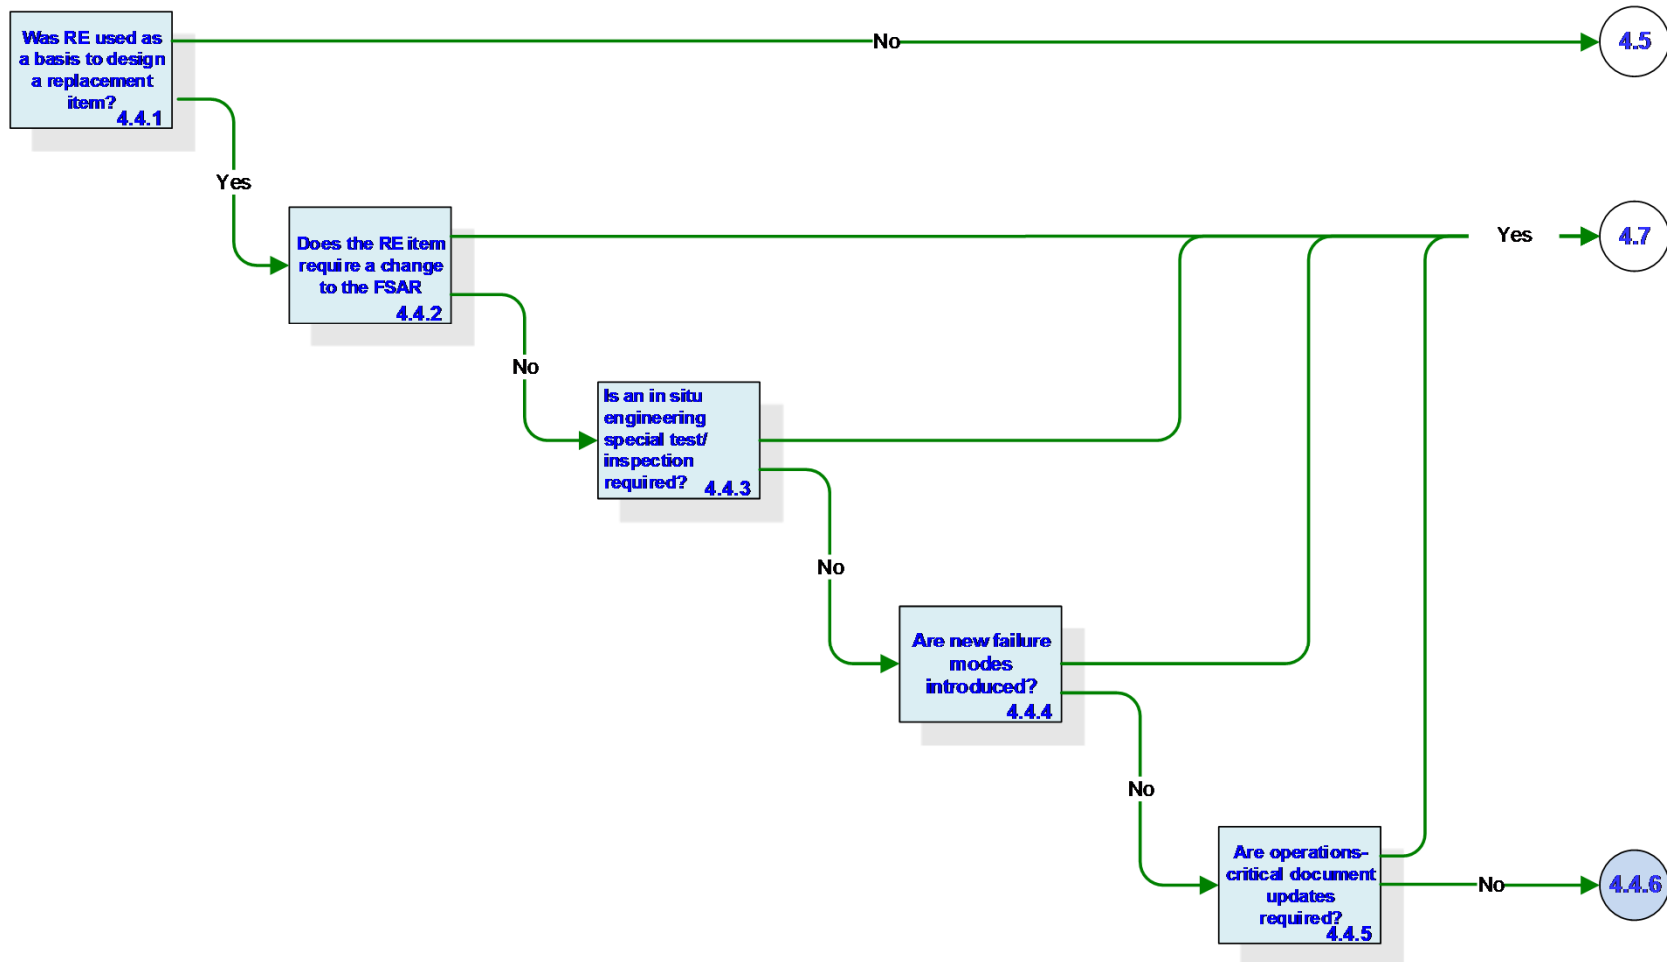 Was RE used as
a basis to design
a replacement
item?
4.4.1
No
4.5
Yes
Does the RE item
require a change
to the FSAR
4.4.2
Yes
4.7
No
Is an in situ
engineering
special test/
inspection
required?
4.4.3
No
Are new failure
modes
introduced?
4.4.4
No
Are operations-
critical document
updates
required?
4.4.5
No
4.4.6